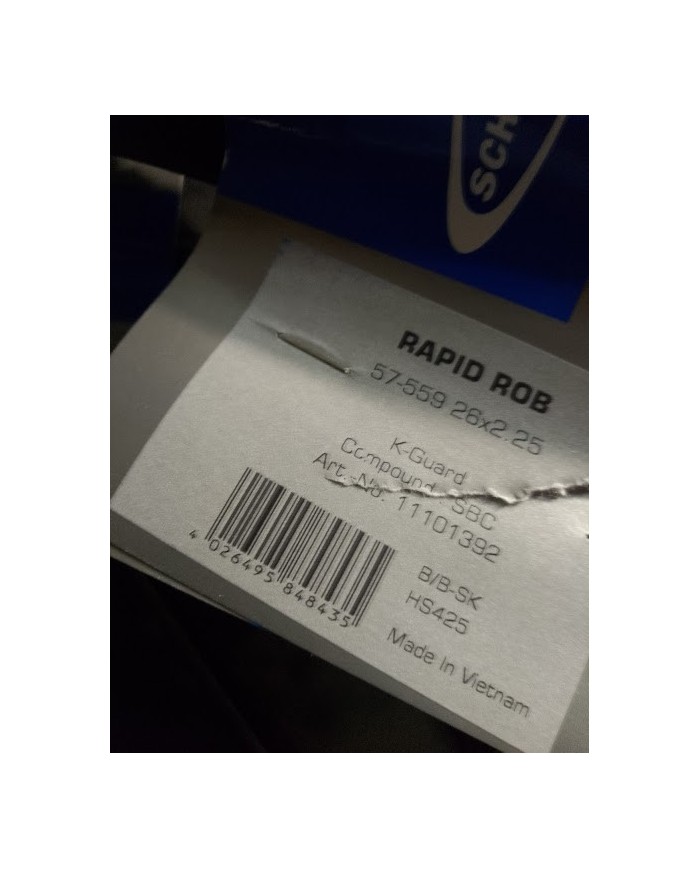 SCH
RAPID ROB
57-559 26x2.25
K-Guard
Compound: SBC
Art.-No. 11101392
4 026495 848435
B/B-SK
HS425
Made in Vietnam